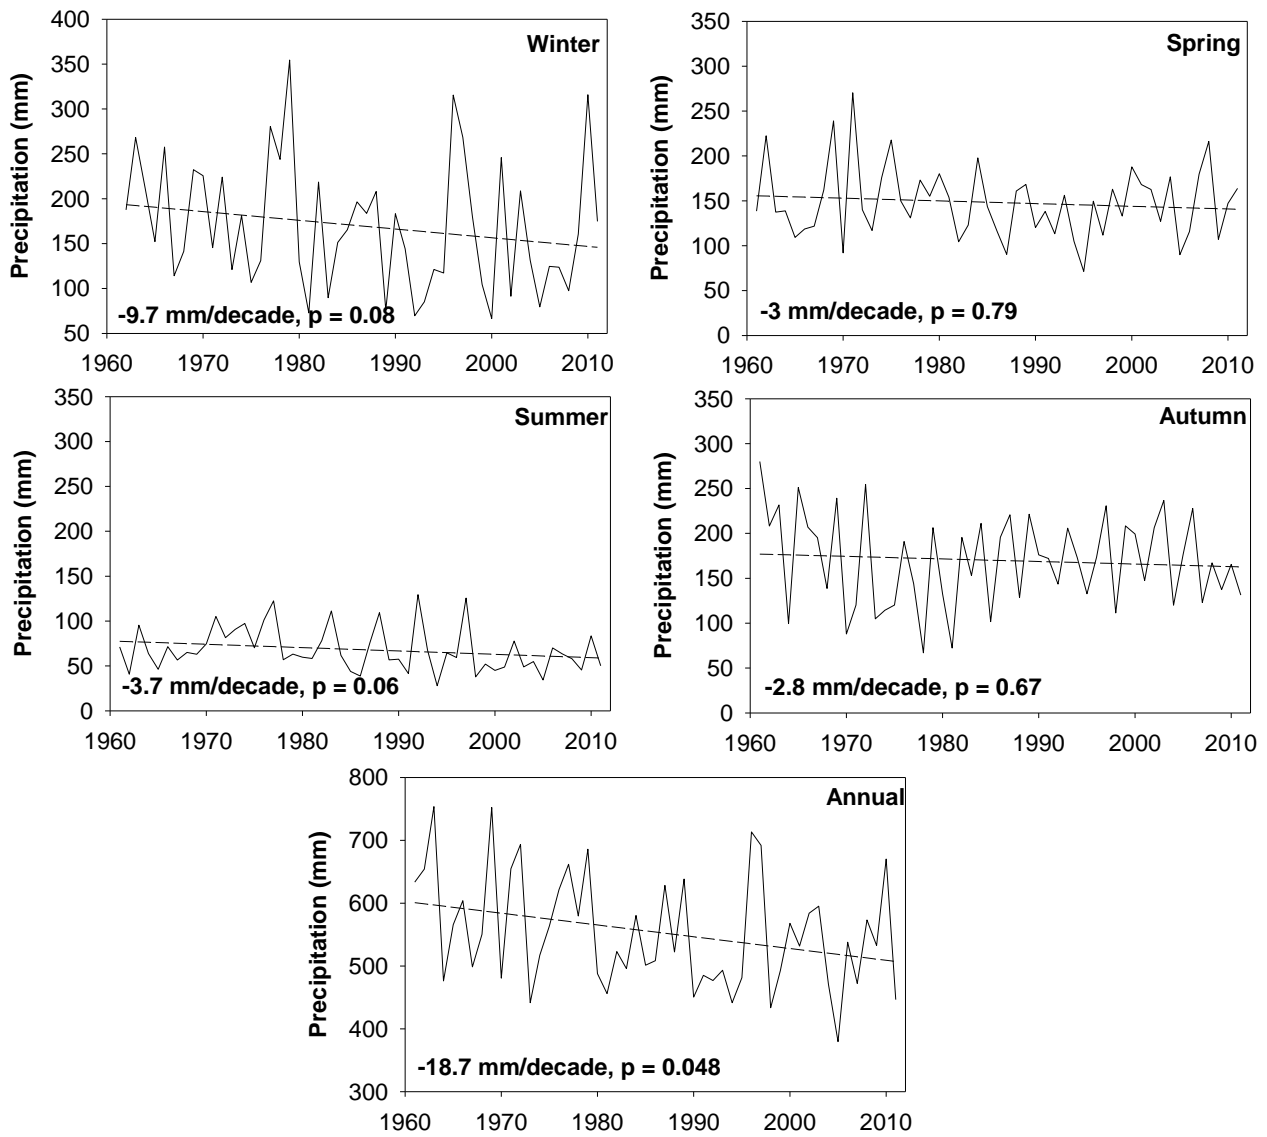 Winter
Precipitation (mm)
400
350
300
250
200
150
100
50
-9.7 mm/decade, p = 0.08
1960 1970 1980 1990 2000 2010
Spring
Precipitation (mm)
350
300
250
200
150
100
50
0
-3 mm/decade, p = 0.79
1960 1970 1980 1990 2000 2010
Summer
Precipitation (mm)
350
300
250
200
150
100
50
0
-3.7 mm/decade, p = 0.06
1960 1970 1980 1990 2000 2010
Autumn
Precipitation (mm)
350
300
250
200
150
100
50
0
-2.8 mm/decade, p = 0.67
1960 1970 1980 1990 2000 2010
Annual
Precipitation (mm)
800
700
600
500
400
300
-18.7 mm/decade, p = 0.048
1960 1970 1980 1990 2000 2010